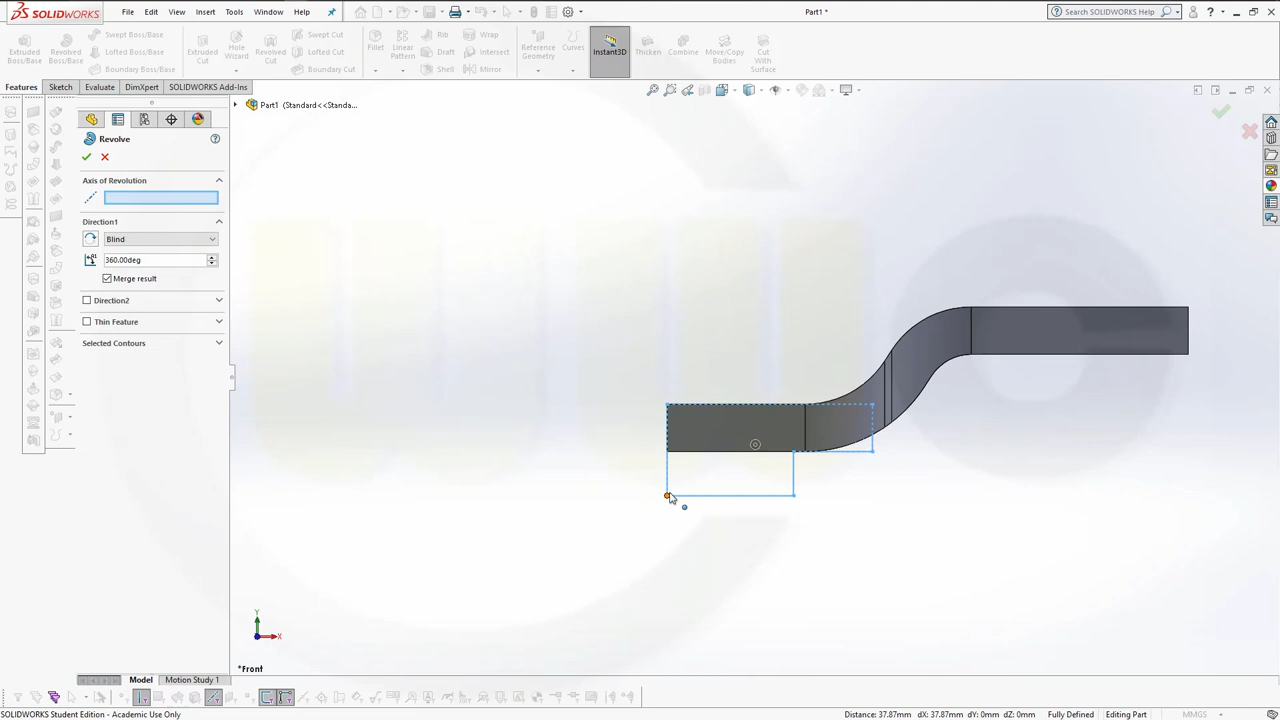 SOLIDWORKS
File
Edit
View
Insert
Tools
Window
Help
Part1 *
Search SOLIDWORKS Help
Extruded Boss/Base
Revolved Boss/Base
Swept Boss/Base
Lofted Boss/Base
Boundary Boss/Base
Extruded Cut
Hole Wizard
Revolved Cut
Swept Cut
Lofted Cut
Boundary Cut
Fillet
Linear Pattern
Rib
Draft
Shell
Wrap
Intersect
Mirror
Reference Geometry
Curves
Instant3D
Thicken
Combine
Move/Copy Bodies
Cut With Surface
Features
Sketch
Evaluate
DimXpert
SOLIDWORKS Add-Ins
Part1 (Standard<<Standa...
Revolve
Axis of Revolution
Direction1
Blind
360.00deg
Merge result
Direction2
Thin Feature
Selected Contours
Y
X
*Front
Model
Motion Study 1
SOLIDWORKS Student Edition - Academic Use Only
Distance: 37.87mm dX: 37.87mm dY: 0mm dZ: 0mm
Fully Defined
Editing Part
MMGS